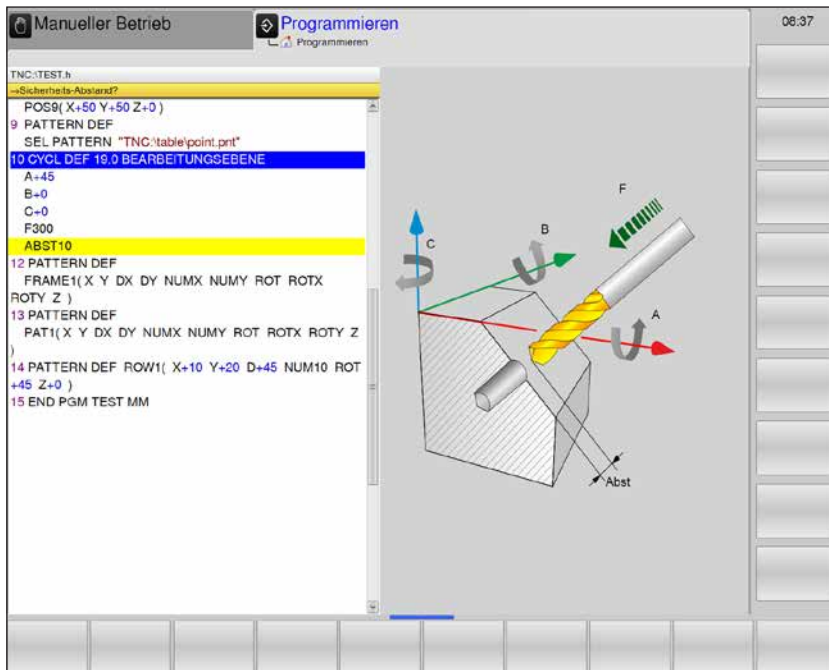 Manueller Betrieb
Programmieren
Programmieren
08:37
TNC:\TEST.h
→Sicherheits-Abstand?
POS9( X+50 Y+50 Z+0 )
9 PATTERN DEF
SEL PATTERN "TNC:\table\point.pnt"
10 CYCL DEF 19.0 BEARBEITUNGSEBENE
A+45
B+0
C+0
F300
ABST10
12 PATTERN DEF
FRAME1( X Y DX DY NUMX NUMY ROT ROTX
ROTY Z )
13 PATTERN DEF
PAT1( X Y DX DY NUMX NUMY ROT ROTX ROTY Z
)
14 PATTERN DEF ROW1( X+10 Y+20 D+45 NUM10 ROT
+45 Z+0 )
15 END PGM TEST MM
F
B
C
A
Abst